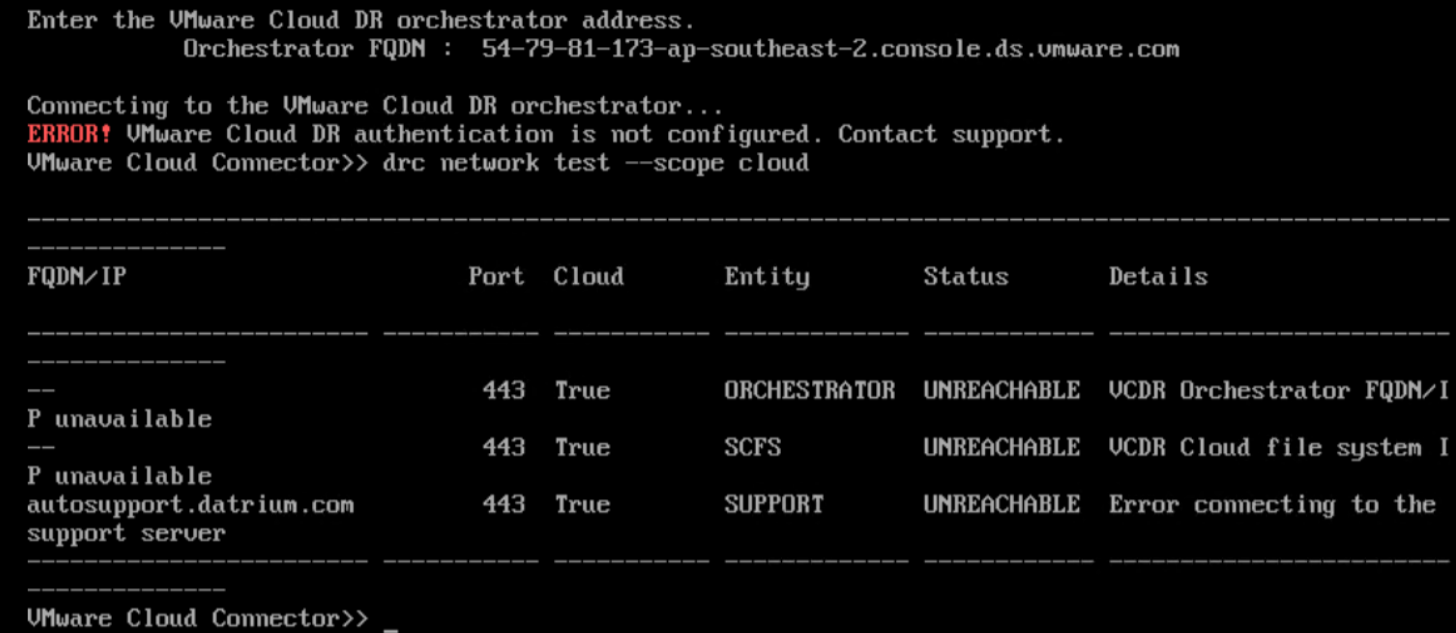 Enter the VMware Cloud DR orchestrator address.
Orchestrator FQDN : 54-79-81-173-ap-southeast-2.console.ds.vmware.com
Connecting to the VMware Cloud DR orchestrator...
ERROR! VMware Cloud DR authentication is not configured. Contact support.
VMware Cloud Connector>> drc network test --scope cloud
--------------------------------------------------------------------------------------------------
--------------
FQDN/IP Port Cloud Entity Status Details
------------------------ ----------- ----------- ------------- ------------ ------------------------
--------------
-- 443 True ORCHESTRATOR UNREACHABLE VCDR Orchestrator FQDN/I
P unavailable
-- 443 True SCFS UNREACHABLE VCDR Cloud file system I
P unavailable
autosupport.datrium.com 443 True SUPPORT UNREACHABLE Error connecting to the
support server
------------------------ ----------- ----------- ------------- ------------ ------------------------
--------------
VMware Cloud Connector>> _